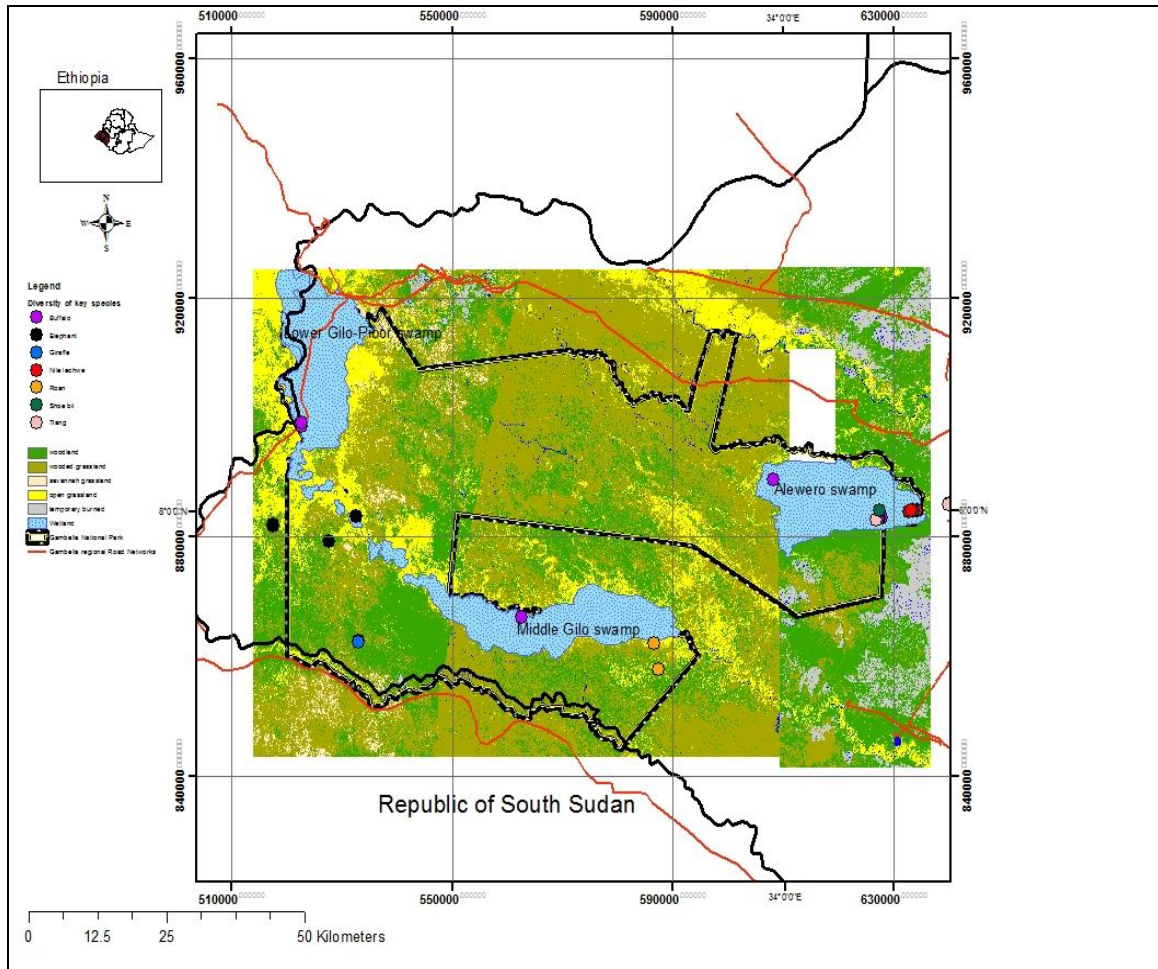 510000 550000 590000 34°0'0"E 630000
Ethiopia
960000 960000
N
W E
S
Legend
Diversity of key species
Buffalo
Elephant
Giraffe
Nile lechwe
Roan
Shoe bil
Tiang
woodland
wooded grassland
savannah grassland
open grassland
temporary burned
Wetland
Gambella National Park
Gambella regional Road Networks
920000 920000
Lower Gilo-Pibor swamp
Alewero swamp
8°0'0"N
880000 880000
Middle Gilo swamp
840000 840000
Republic of South Sudan
510000 550000 590000 34°0'0"E 630000
0 12.5 25 50 Kilometers